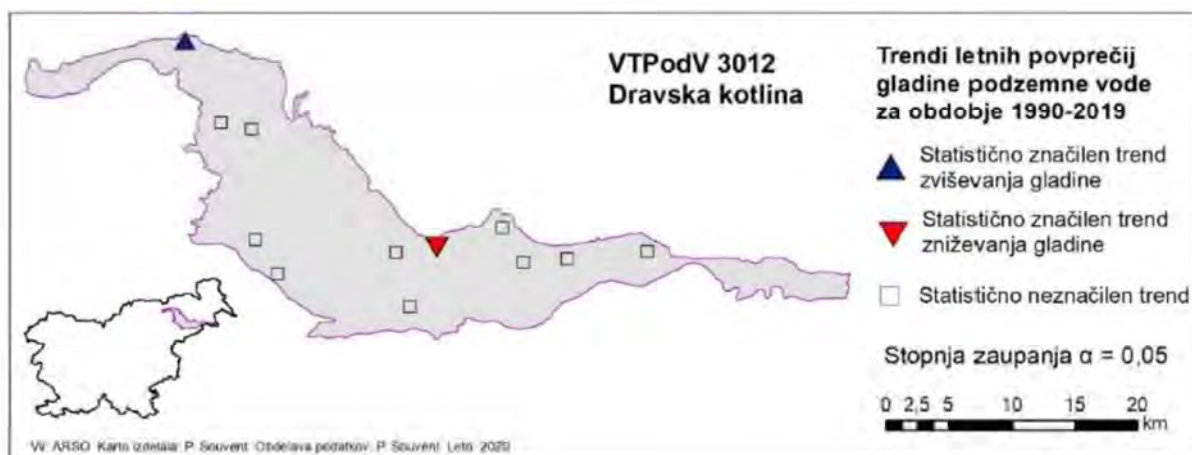 VTPodV 3012
Dravska kotlina
Trendi letnih povprečij
gladine podzemne vode
za obdobje 1990-2019
Statistično značilen trend
zviševanja gladine
Statistično značilen trend
zniževanja gladine
Statistično neznačilen trend
Stopnja zaupanja α = 0,05
0 2,5 5 10 15 20
km
Vir: ARSO. Karto izdelala: P. Souvent. Obdelava podatkov: P. Souvent. Leto: 2020